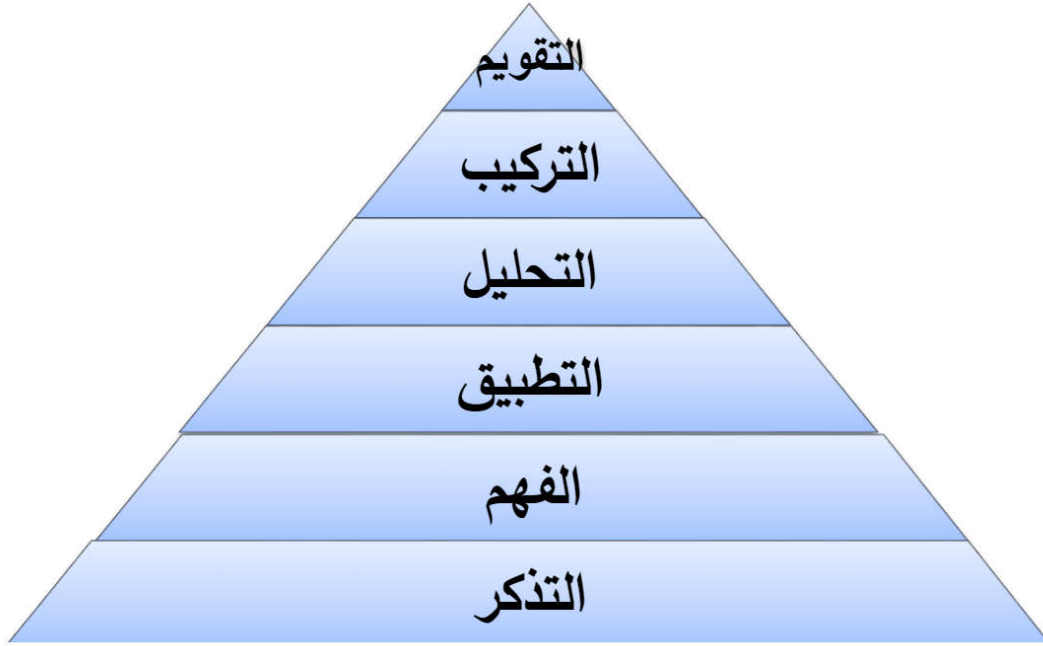 التقويم
التركيب
التحليل
التطبيق
الفهم
التذكر